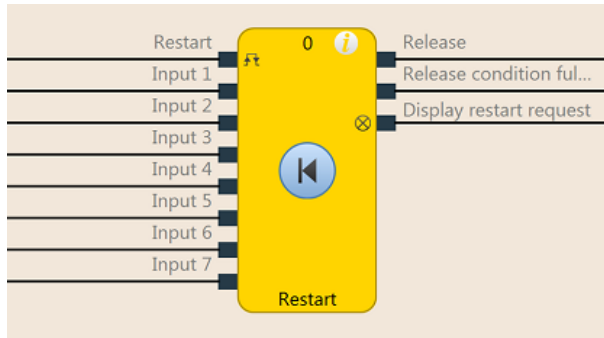 Restart
0
i
Release
Input 1
Release condition ful...
Input 2
Display restart request
Input 3
Input 4
Input 5
Input 6
Input 7
Restart